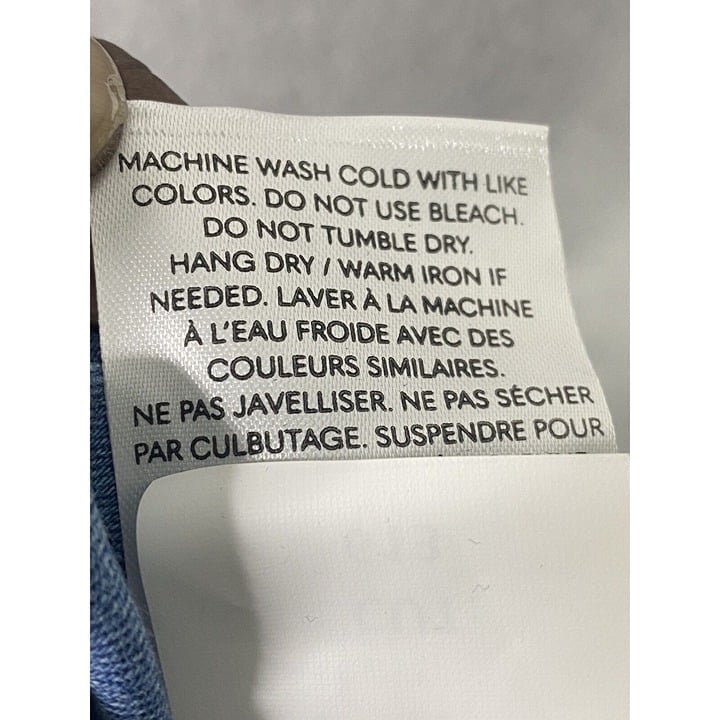 MACHINE WASH COLD WITH LIKE
COLORS. DO NOT USE BLEACH.
DO NOT TUMBLE DRY.
HANG DRY / WARM IRON IF
NEEDED. LAVER À LA MACHINE
À L'EAU FROIDE AVEC DES
COULEURS SIMILAIRES.
NE PAS JAVELLISER. NE PAS SÉCHER
PAR CULBUTAGE. SUSPENDRE POUR